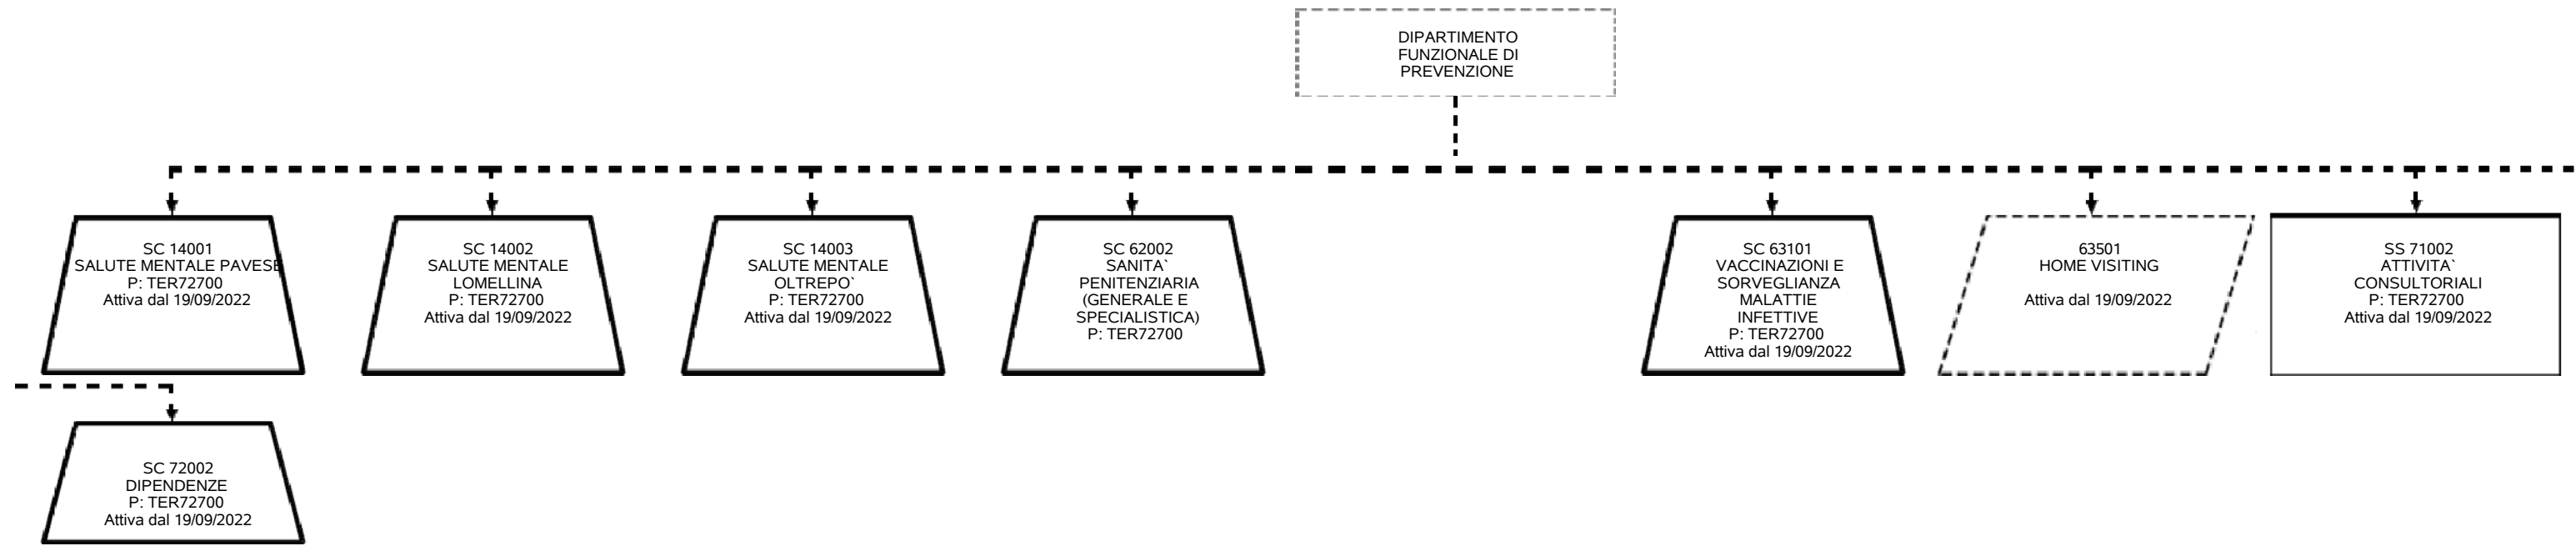 DIPARTIMENTO
FUNZIONALE DI
PREVENZIONE
SC 14001
SALUTE MENTALE PAVESE
P: TER72700
Attiva dal 19/09/2022
SC 14002
SALUTE MENTALE
LOMELLINA
P: TER72700
Attiva dal 19/09/2022
SC 14003
SALUTE MENTALE
OLTREPO`
P: TER72700
Attiva dal 19/09/2022
SC 62002
SANITA`
PENITENZIARIA
(GENERALE E
SPECIALISTICA)
P: TER72700
SC 63101
VACCINAZIONI E
SORVEGLIANZA
MALATTIE
INFETTIVE
P: TER72700
Attiva dal 19/09/2022
63501
HOME VISITING
Attiva dal 19/09/2022
SS 71002
ATTIVITA`
CONSULTORIALI
P: TER72700
Attiva dal 19/09/2022
SC 72002
DIPENDENZE
P: TER72700
Attiva dal 19/09/2022